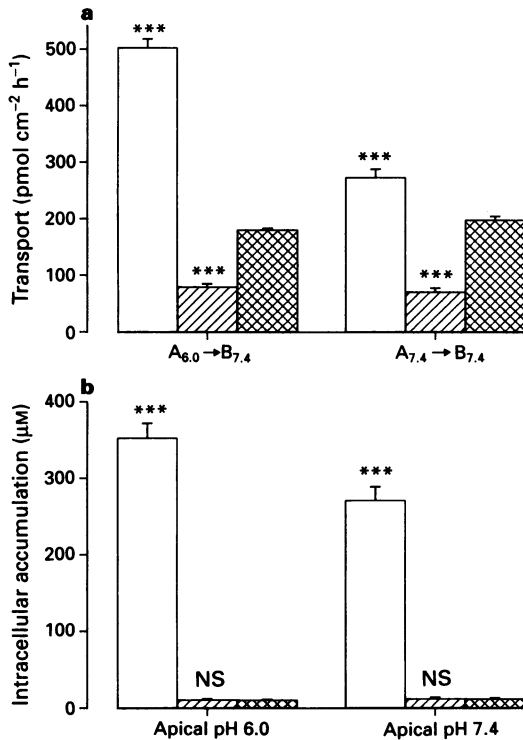 a
Transport (pmol cm⁻² h⁻¹)
500
400
300
200
100
0
***
***
***
***
A₆.₀→B₇.₄
A₇.₄→B₇.₄
b
Intracellular accumulation (µM)
400
300
200
100
0
***
NS
***
NS
Apical pH 6.0
Apical pH 7.4